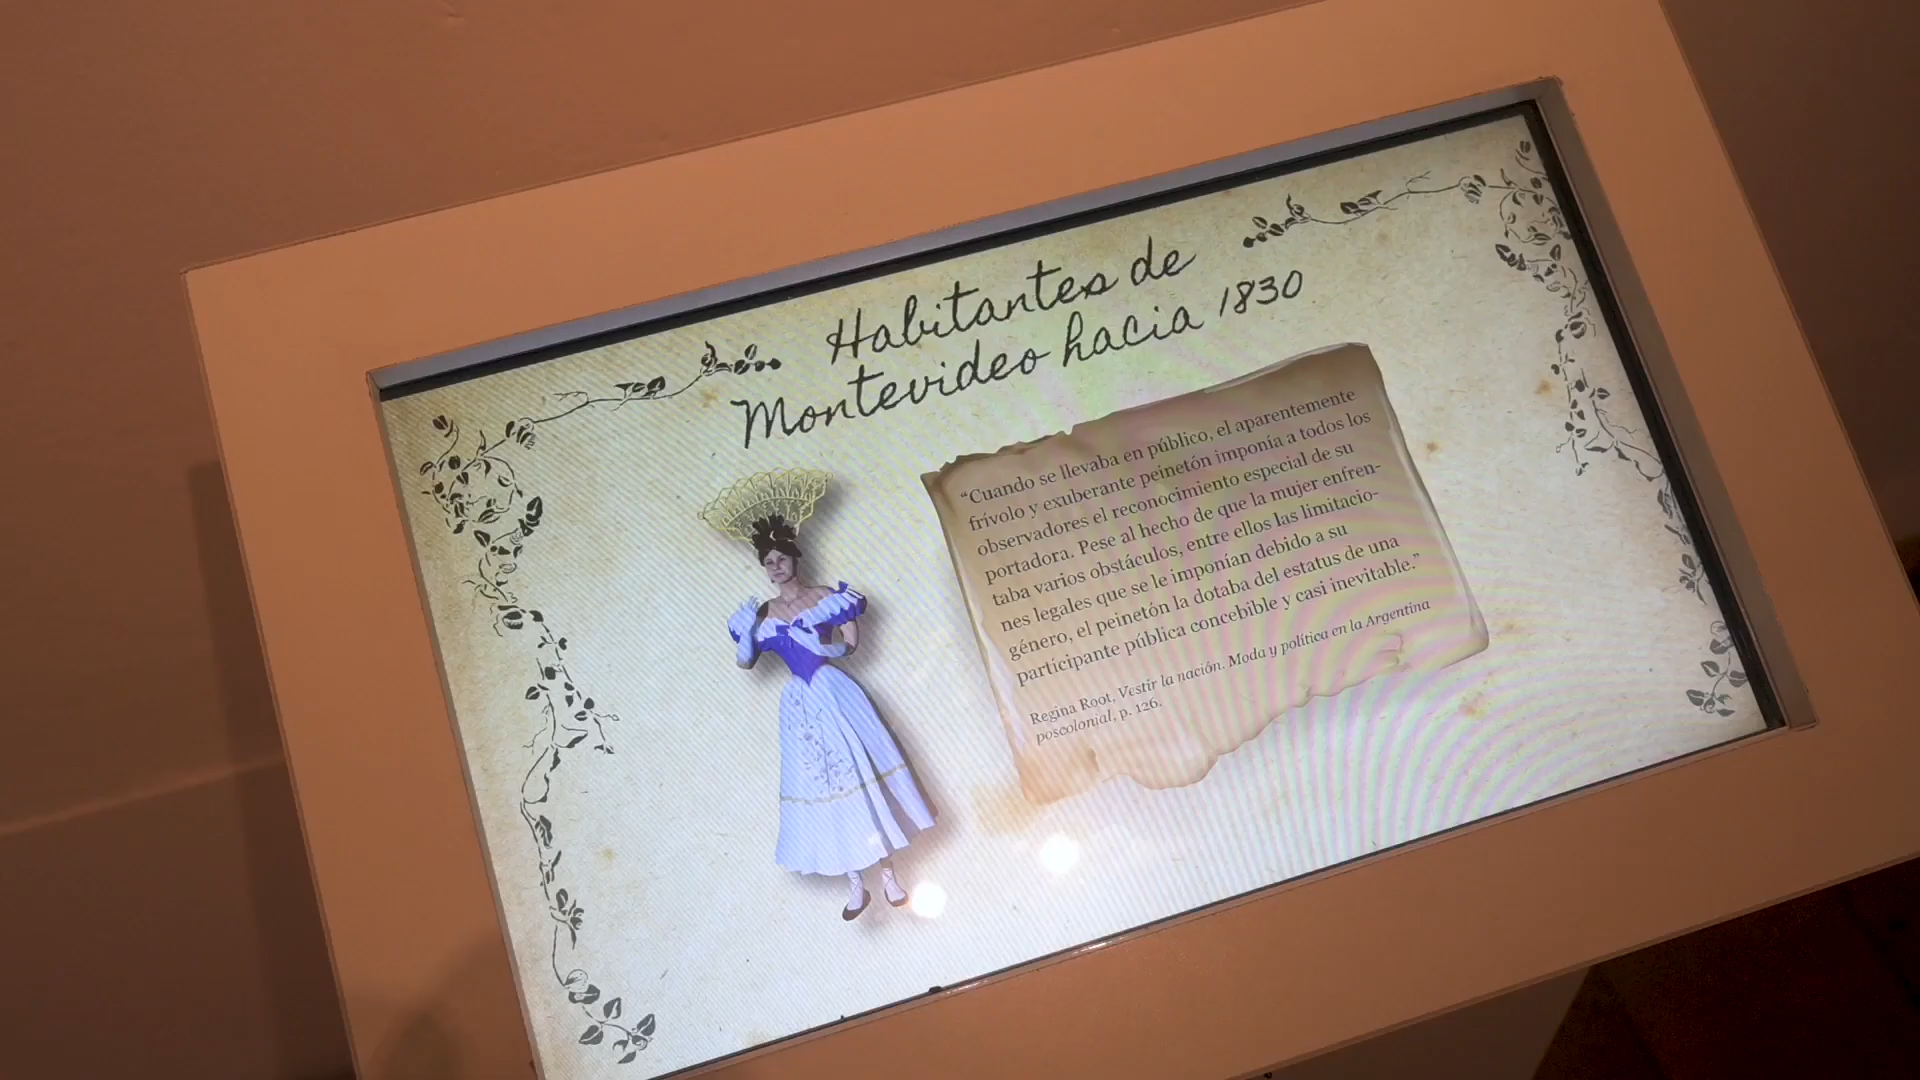 Habitantes de
Montevideo hacia 1830
“Cuando se llevaba en público, el aparentemente
frívolo y exuberante peinetón imponía a todos los
observadores el reconocimiento especial de su
portadora. Pese al hecho de que la mujer enfren-
taba varios obstáculos, entre ellos las limitacio-
nes legales que se le imponían debido a su
género, el peinetón la dotaba del estatus de una
participante pública concebible y casi inevitable.”
Regina Root, Vestir la nación. Moda y política en la Argentina
poscolonial, p. 126.